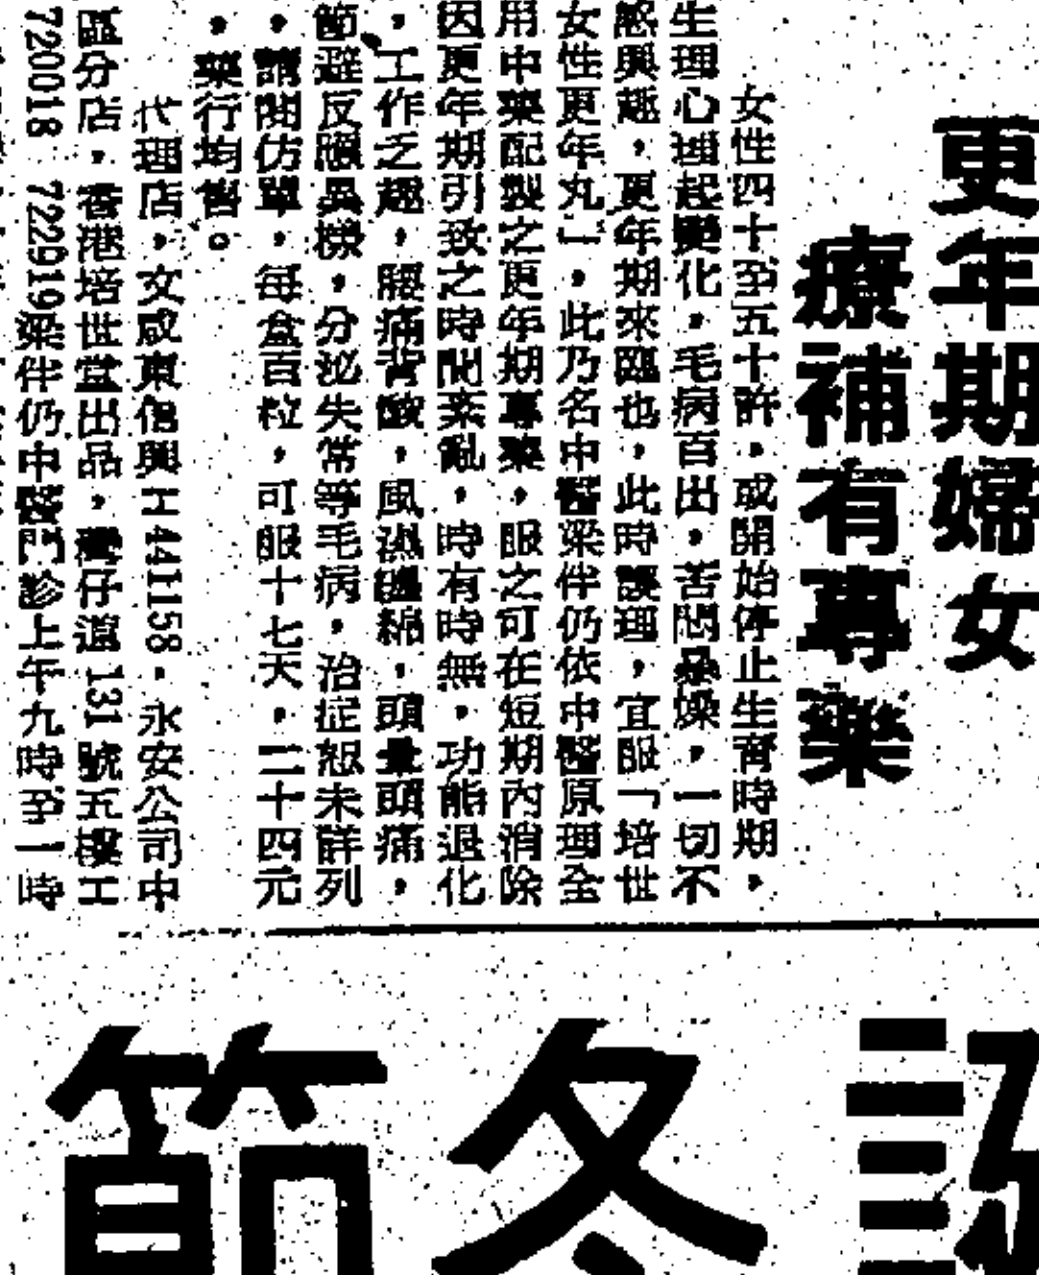 更年期婦女
療補有專藥
女性四十至五十許，或開始停止生育時期，
生理心理起變化，毛病百出，苦悶暴燥，一切不
感興趣，更年期來臨也，此時護理，宜服「培世
女性更年丸」，此乃名中醫梁伴仍依中醫原理全
用中藥配製之更年期專藥，服之可在短期內消除
因更年期引致之時間紊亂，時有時無，功能退化
，工作乏趣，腰痛背酸，風濕纏綿，頭暈頭痛，
節避反應異機，分泌失常等毛病，治症恕未詳列
，請閱仿單，每盒百粒，可服十七天，二十四元
，藥行均售。
代理店，文咸東信興H441158，永安公司中
區分店，香港培世堂出品，灣仔道131號五樓H
720018 722919梁伴仍中醫門診上午九時至一時
誕
冬
節